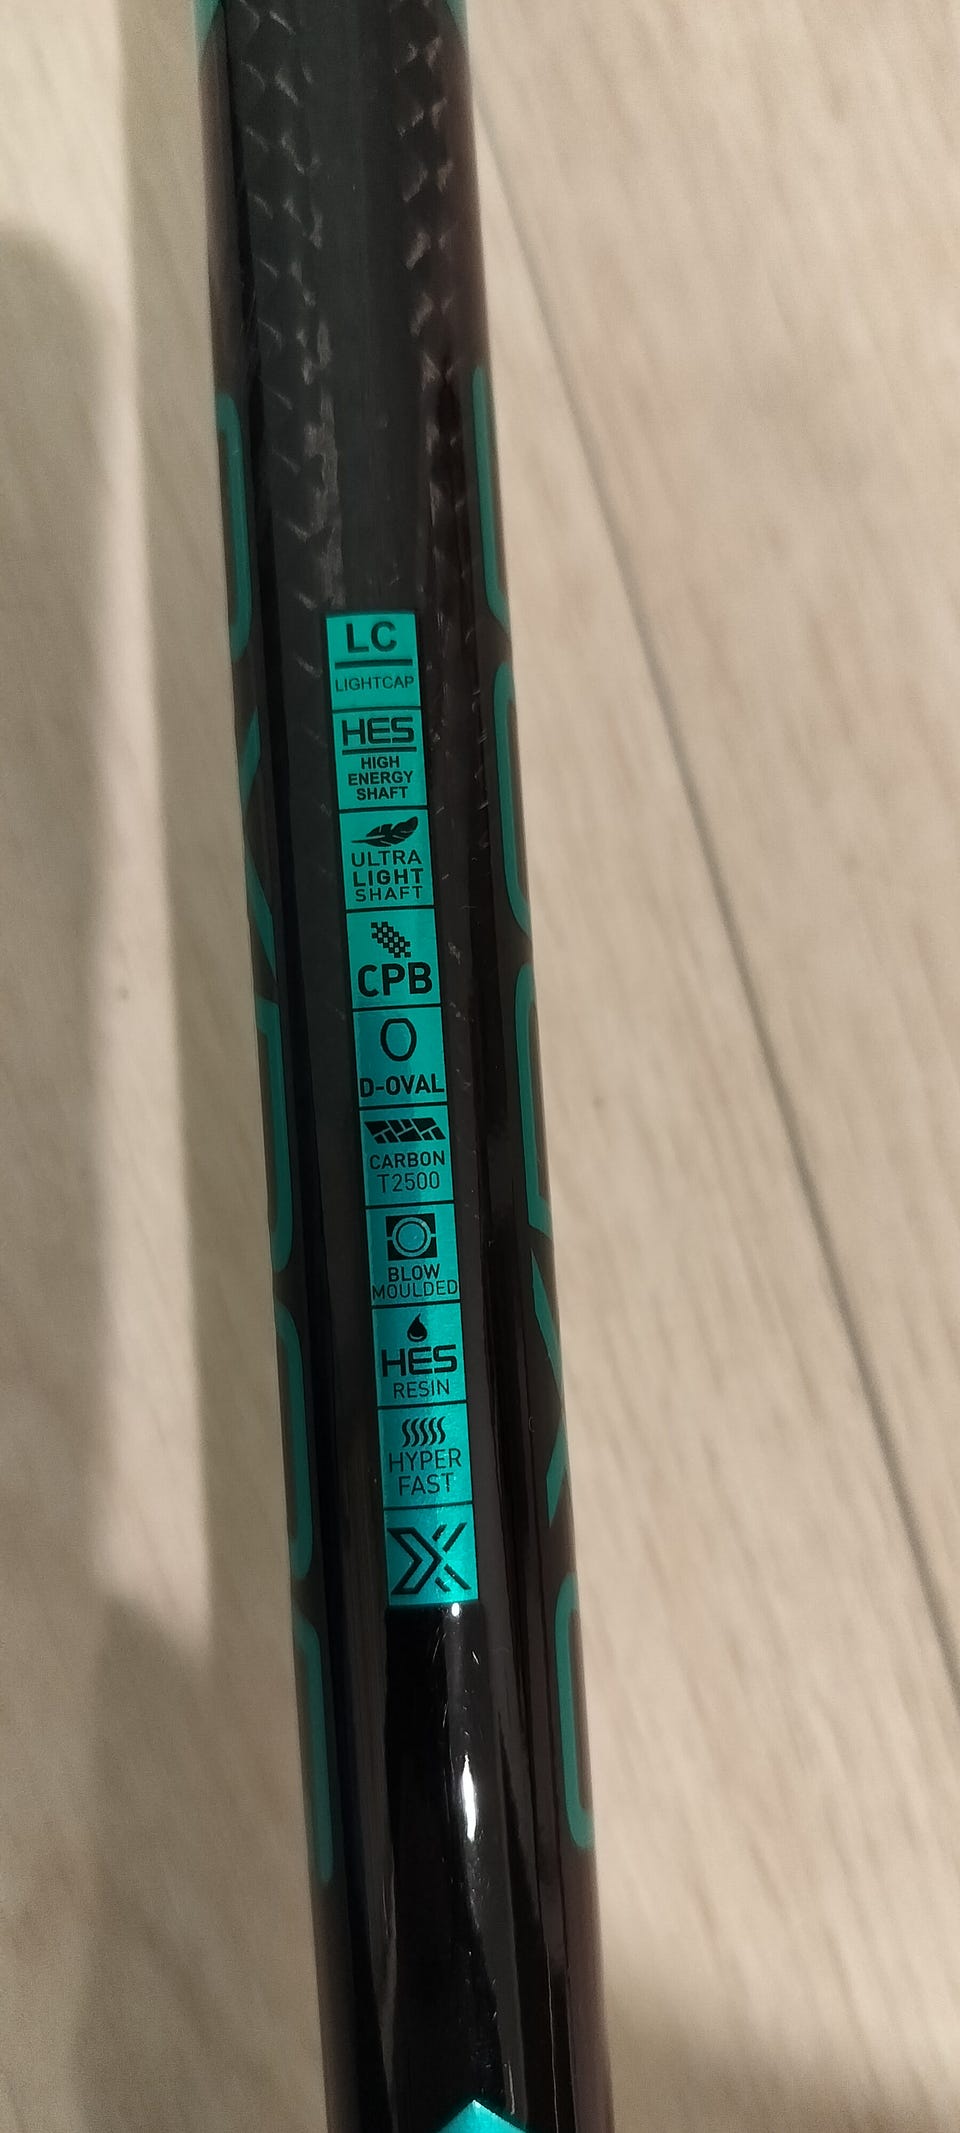 LC
LIGHTCAP
HES
HIGH
ENERGY
SHAFT
ULTRA
LIGHT
SHAFT
CPB
D-OVAL
CARBON
T2500
BLOW
MOULDED
HES
RESIN
HYPER
FAST
X